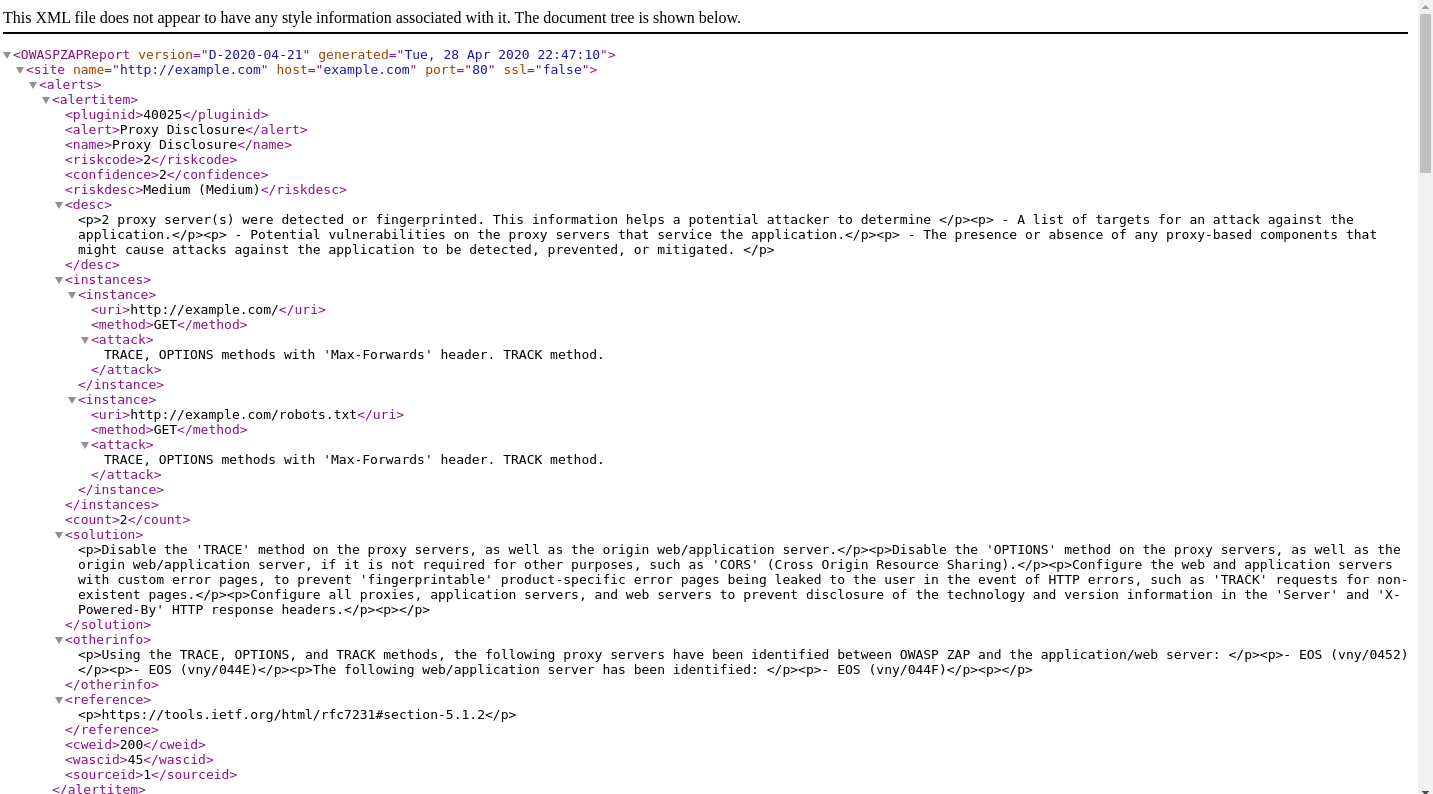 This XML file does not appear to have any style information associated with it. The document tree is shown below.
<OWASPZAPReport version="D-2020-04-21" generated="Tue, 28 Apr 2020 22:47:10">
<site name="http://example.com" host="example.com" port="80" ssl="false">
<alerts>
<alertitem>
<pluginid>40025</pluginid>
<alert>Proxy Disclosure</alert>
<name>Proxy Disclosure</name>
<riskcode>2</riskcode>
<confidence>2</confidence>
<riskdesc>Medium (Medium)</riskdesc>
<desc>
<p>2 proxy server(s) were detected or fingerprinted. This information helps a potential attacker to determine </p><p> - A list of targets for an attack against the
application.</p><p> - Potential vulnerabilities on the proxy servers that service the application.</p><p> - The presence or absence of any proxy-based components that
might cause attacks against the application to be detected, prevented, or mitigated. </p>
</desc>
<instances>
<instance>
<uri>http://example.com/</uri>
<method>GET</method>
<attack>
TRACE, OPTIONS methods with 'Max-Forwards' header. TRACK method.
</attack>
</instance>
<instance>
<uri>http://example.com/robots.txt</uri>
<method>GET</method>
<attack>
TRACE, OPTIONS methods with 'Max-Forwards' header. TRACK method.
</attack>
</instance>
</instances>
<count>2</count>
<solution>
<p>Disable the 'TRACE' method on the proxy servers, as well as the origin web/application server.</p><p>Disable the 'OPTIONS' method on the proxy servers, as well as the
origin web/application server, if it is not required for other purposes, such as 'CORS' (Cross Origin Resource Sharing).</p><p>Configure the web and application servers
with custom error pages, to prevent 'fingerprintable' product-specific error pages being leaked to the user in the event of HTTP errors, such as 'TRACK' requests for non-
existent pages.</p><p>Configure all proxies, application servers, and web servers to prevent disclosure of the technology and version information in the 'Server' and 'X-
Powered-By' HTTP response headers.</p><p></p>
</solution>
<otherinfo>
<p>Using the TRACE, OPTIONS, and TRACK methods, the following proxy servers have been identified between OWASP ZAP and the application/web server: </p><p>- EOS (vny/0452)
</p><p>- EOS (vny/044E)</p><p>The following web/application server has been identified: </p><p>- EOS (vny/044F)</p><p></p>
</otherinfo>
<reference>
<p>https://tools.ietf.org/html/rfc7231#section-5.1.2</p>
</reference>
<cweid>200</cweid>
<wascid>45</wascid>
<sourceid>1</sourceid>
</alertitem>